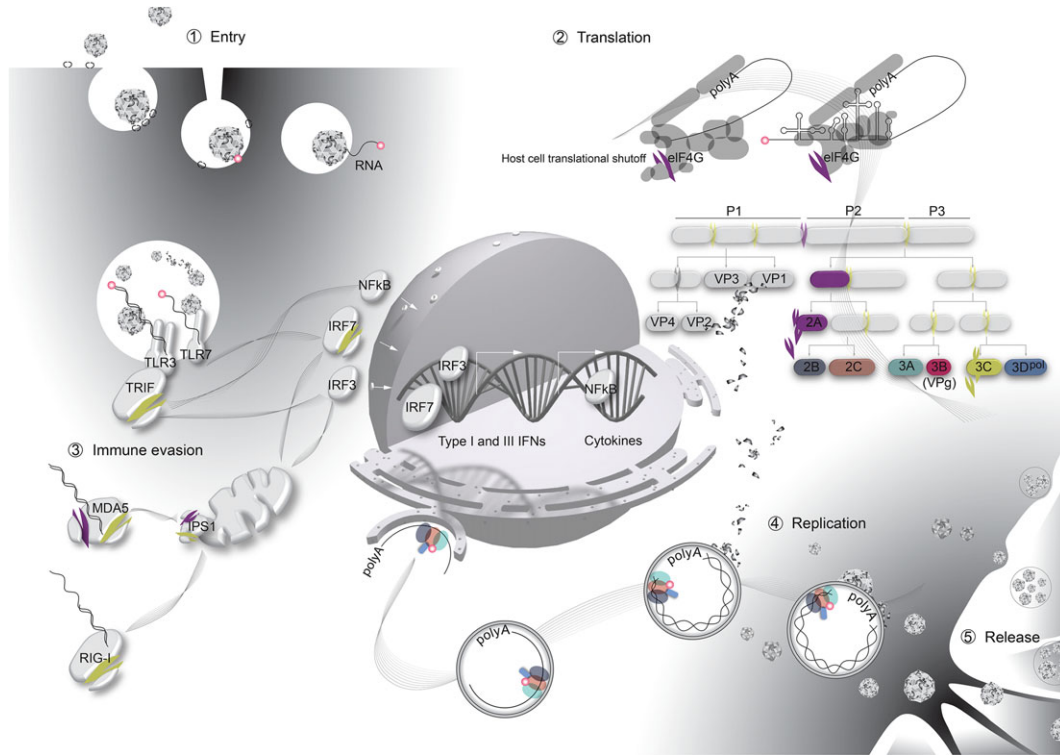 ① Entry
② Translation
polyA
polyA
Host cell translational shutoff
eIF4G
eIF4G
RNA
P1
P2
P3
VP3
VP1
VP4
VP2
2A
2B
2C
3A
3B
(VPg)
3C
3Dpol
NFkB
IRF7
IRF3
TLR3
TLR7
TRIF
IRF3
IRF7
NFkB
Type I and III IFNs
Cytokines
③ Immune evasion
MDA5
IPS1
RIG-I
polyA
polyA
④ Replication
polyA
polyA
⑤ Release